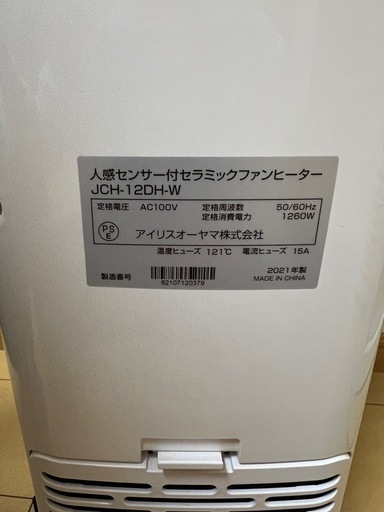 人感センサー付セラミックファンヒーター
JCH-12DH-W
定格電圧 AC100V 定格周波数 50/60Hz
定格消費電力 1260W
PSE アイリスオーヤマ株式会社
温度ヒューズ 121℃ 電流ヒューズ 15A
製造番号 82107120379
2021年製
MADE IN CHINA